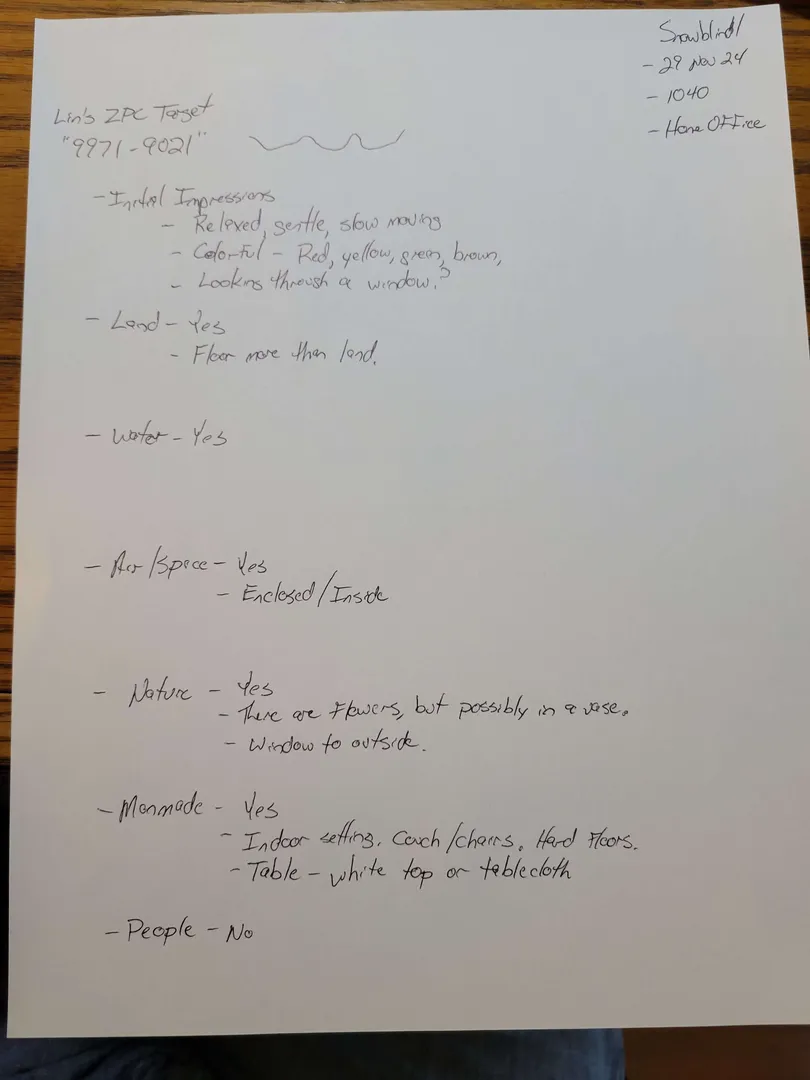 Snowblind1
- 29 Nov 24
- 1040
- Home Office
Lin's ZPC Target
"9971-9021"
- Initial Impressions
- Relaxed, gentle, slow moving
- Colorful - Red, yellow, green, brown,
- Looking through a window?
- Land - Yes
- Floor more than land.
- Water - Yes
- Air/Space - Yes
- Enclosed/Inside
- Nature - Yes
- There are flowers, but possibly in a vase.
- Window to outside.
- Manmade - Yes
- Indoor setting. Couch/chairs. Hard Floors.
- Table - white top or tablecloth
- People - No